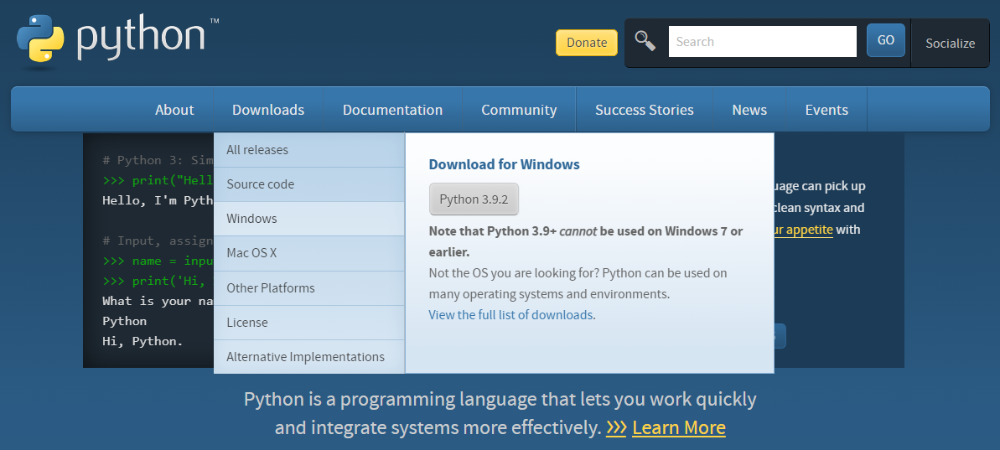 python™
Donate
Search
GO
Socialize
About
Downloads
Documentation
Community
Success Stories
News
Events
# Python 3: Sim
>>> print("Hell
Hello, I'm Pyth
# Input, assign
>>> name = inpu
>>> print('Hi,
What is your na
Python
Hi, Python.
All releases
Source code
Windows
Mac OS X
Other Platforms
License
Alternative Implementations
Download for Windows
Python 3.9.2
Note that Python 3.9+ cannot be used on Windows 7 or
earlier.
Not the OS you are looking for? Python can be used on
many operating systems and environments.
View the full list of downloads.
uage can pick up
clean syntax and
ur appetite with
Python is a programming language that lets you work quickly
and integrate systems more effectively. >>> Learn More